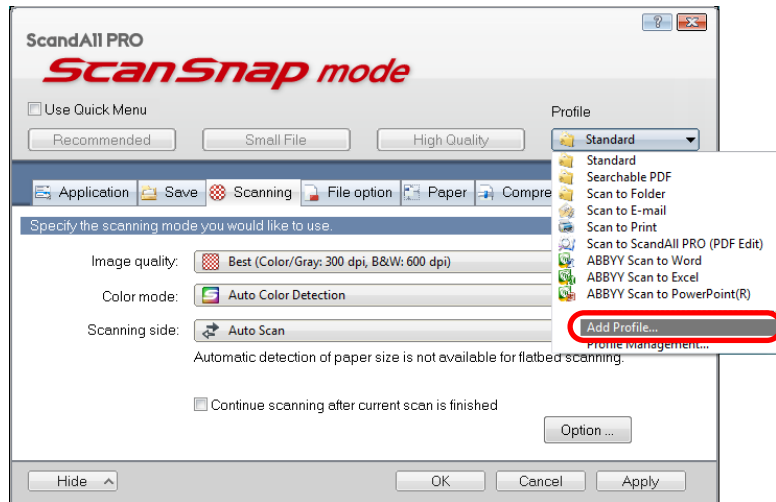 ScandAll PRO
ScanSnap mode
Use Quick Menu
Profile
Recommended
Small File
High Quality
Standard
Standard
Searchable PDF
Scan to Folder
Scan to E-mail
Scan to Print
Scan to ScandAll PRO (PDF Edit)
ABBYY Scan to Word
ABBYY Scan to Excel
ABBYY Scan to PowerPoint(R)
Add Profile...
Profile Management...
Application Save Scanning File option Paper Compre
Specify the scanning mode you would like to use.
Image quality: Best (Color/Gray: 300 dpi, B&W: 600 dpi)
Color mode: Auto Color Detection
Scanning side: Auto Scan
Automatic detection of paper size is not available for flatbed scanning.
Continue scanning after current scan is finished
Option ...
Hide
OK
Cancel
Apply